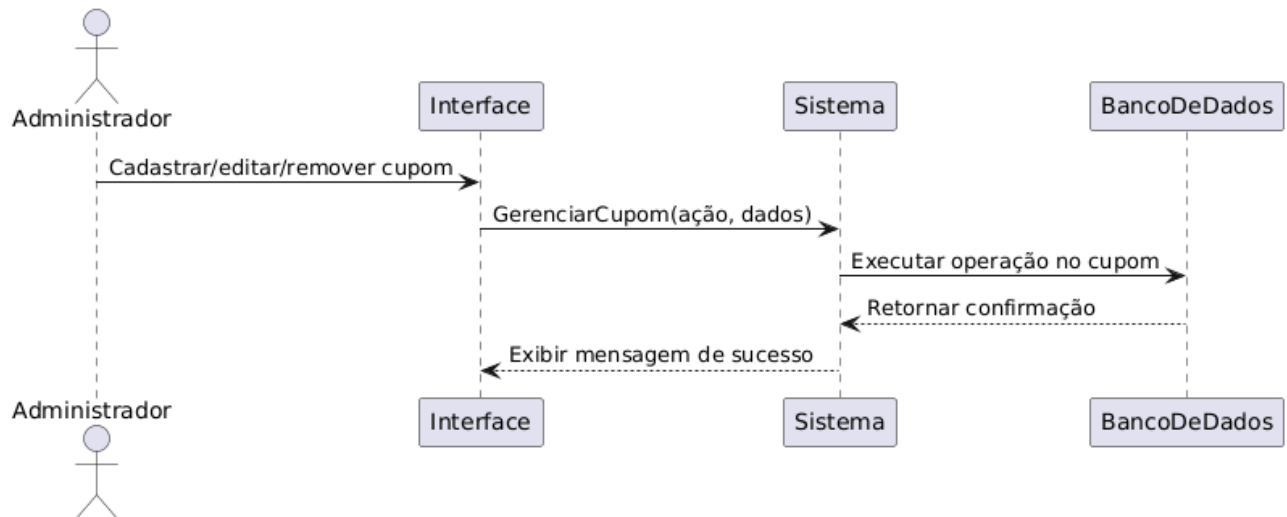 Administrador
Interface
Sistema
BancoDeDados
Cadastrar/editar/remover cupom
GerenciarCupom(ação, dados)
Executar operação no cupom
Retornar confirmação
Exibir mensagem de sucesso
Administrador
Interface
Sistema
BancoDeDados